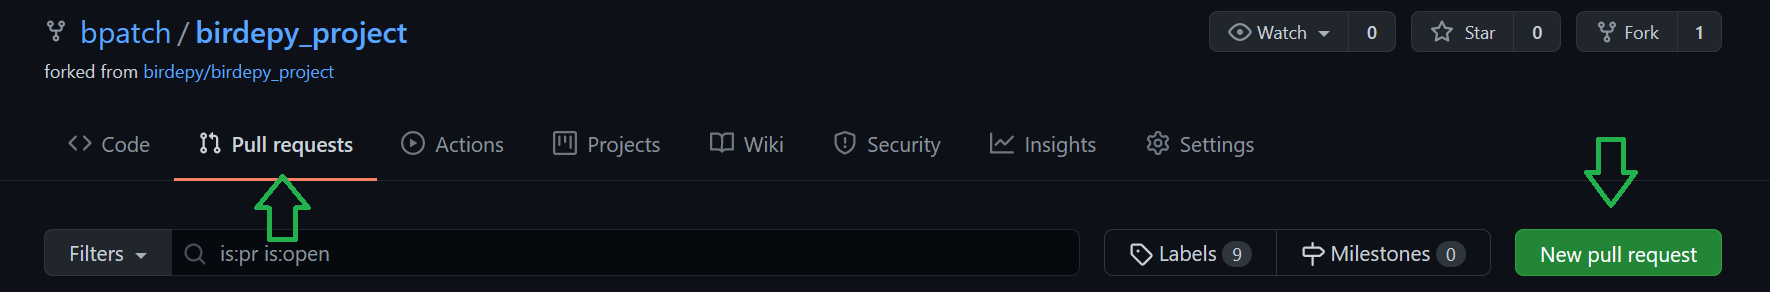 bpatch / birdepy_project
Watch 0 Star 0 Fork 1
forked from birdepy/birdepy_project
Code Pull requests Actions Projects Wiki Security Insights Settings
Filters is:pr is:open Labels 9 Milestones 0 New pull request